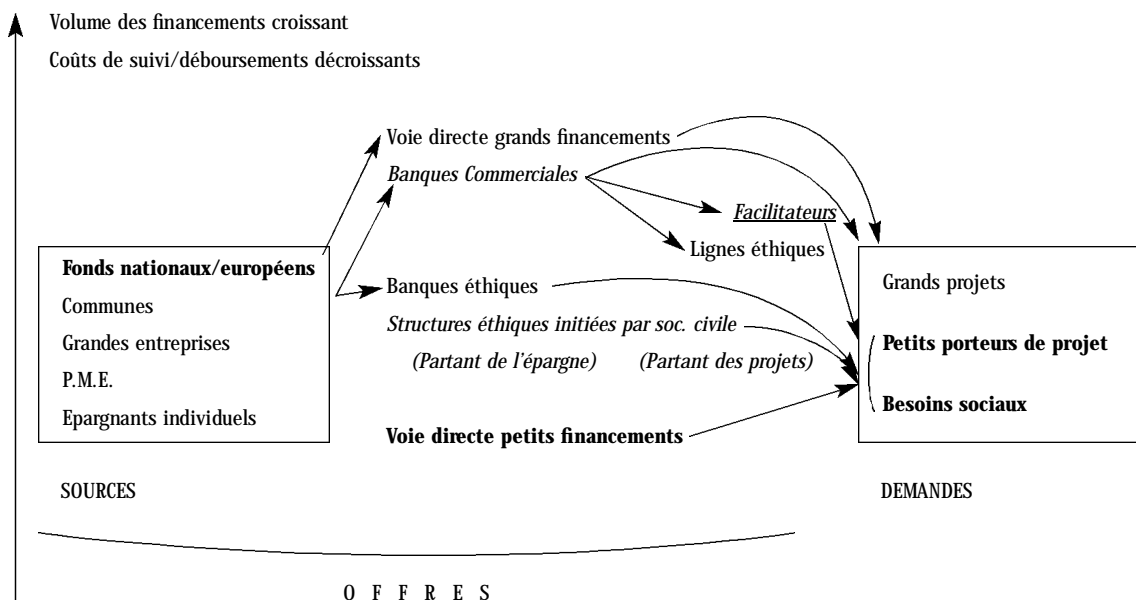 Volume des financements croissant
Coûts de suivi/déboursements décroissants
Voie directe grands financements
Banques Commerciales
Facilitateurs
Lignes éthiques
Fonds nationaux/européens
Communes
Grandes entreprises
P.M.E.
Epargnants individuels
Banques éthiques
Structures éthiques initiées par soc. civile
(Partant de l'épargne) (Partant des projets)
Voie directe petits financements
Grands projets
Petits porteurs de projet
Besoins sociaux
SOURCES
DEMANDES
O F F R E S